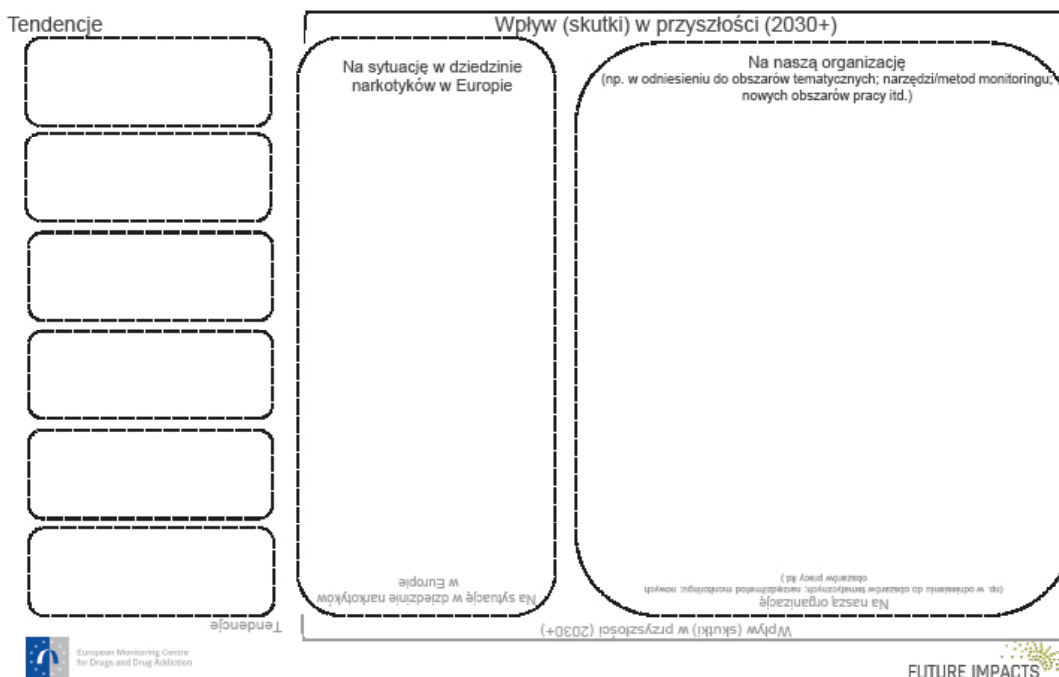 Tendencje
Wpływ (skutki) w przyszłości (2030+)
Na sytuację w dziedzinie
narkotyków w Europie
Na naszą organizację
(np. w odniesieniu do obszarów tematycznych; narzędzi/metod monitoringu;
nowych obszarów pracy itd.)
Na sytuację w dziedzinie narkotyków
w Europie
Na naszą organizację
(np. w odniesieniu do obszarów tematycznych; narzędzi/metod monitoringu; nowych
obszarów pracy itd.)
Tendencje
Wpływ (skutki) w przyszłości (2030+)
European Monitoring Centre
for Drugs and Drug Addiction
FUTURE IMPACTS